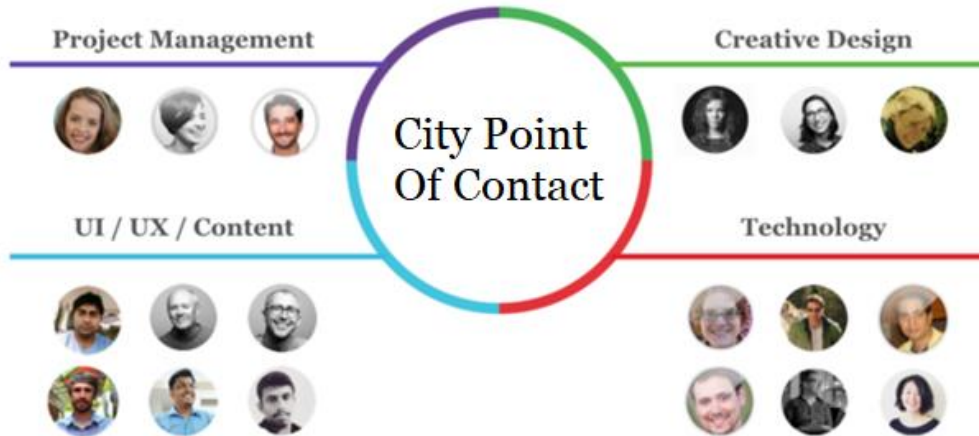 Project Management
Creative Design
City Point
Of Contact
UI / UX / Content
Technology